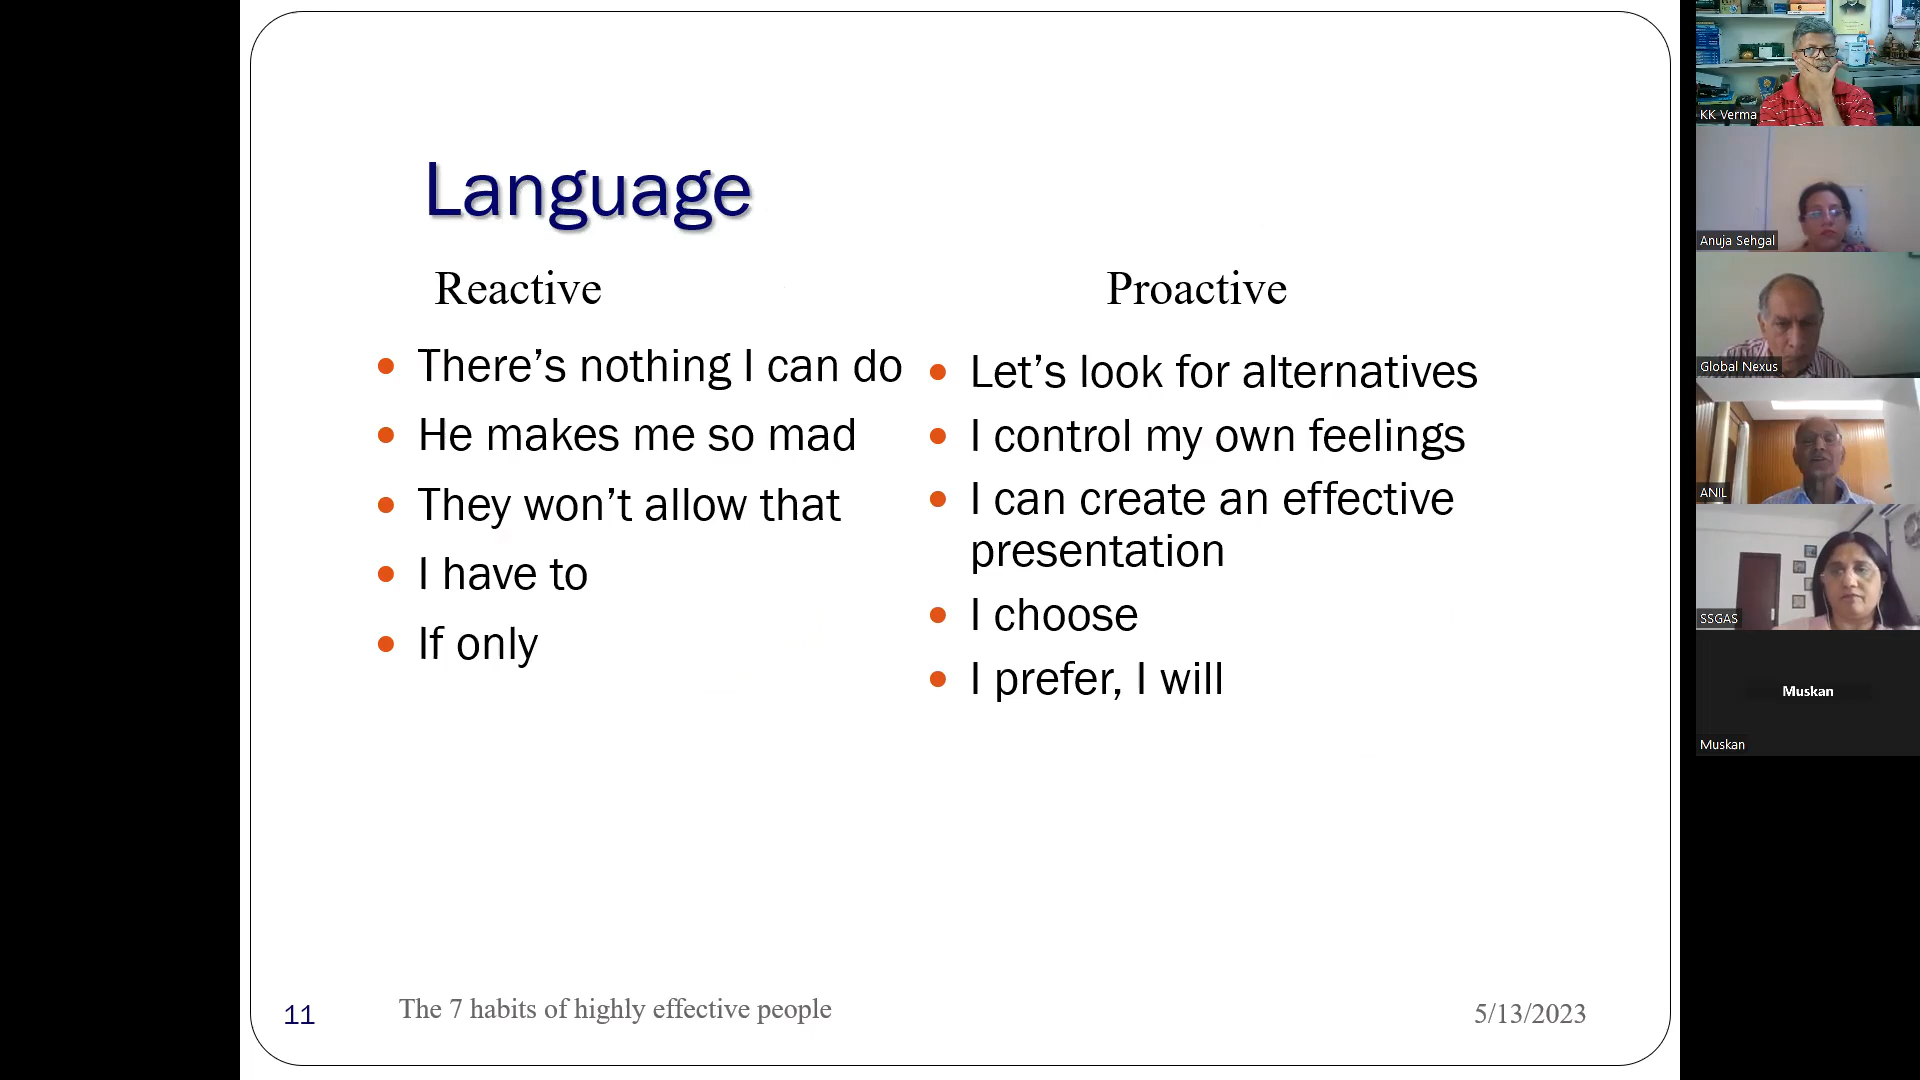 Language
Reactive
There’s nothing I can do
He makes me so mad
They won’t allow that
I have to
If only
Proactive
Let’s look for alternatives
I control my own feelings
I can create an effective
presentation
I choose
I prefer, I will
11
The 7 habits of highly effective people
5/13/2023
KK Verma
Anuja Sehgal
Global Nexus
ANIL
SSGAS
Muskan
Muskan